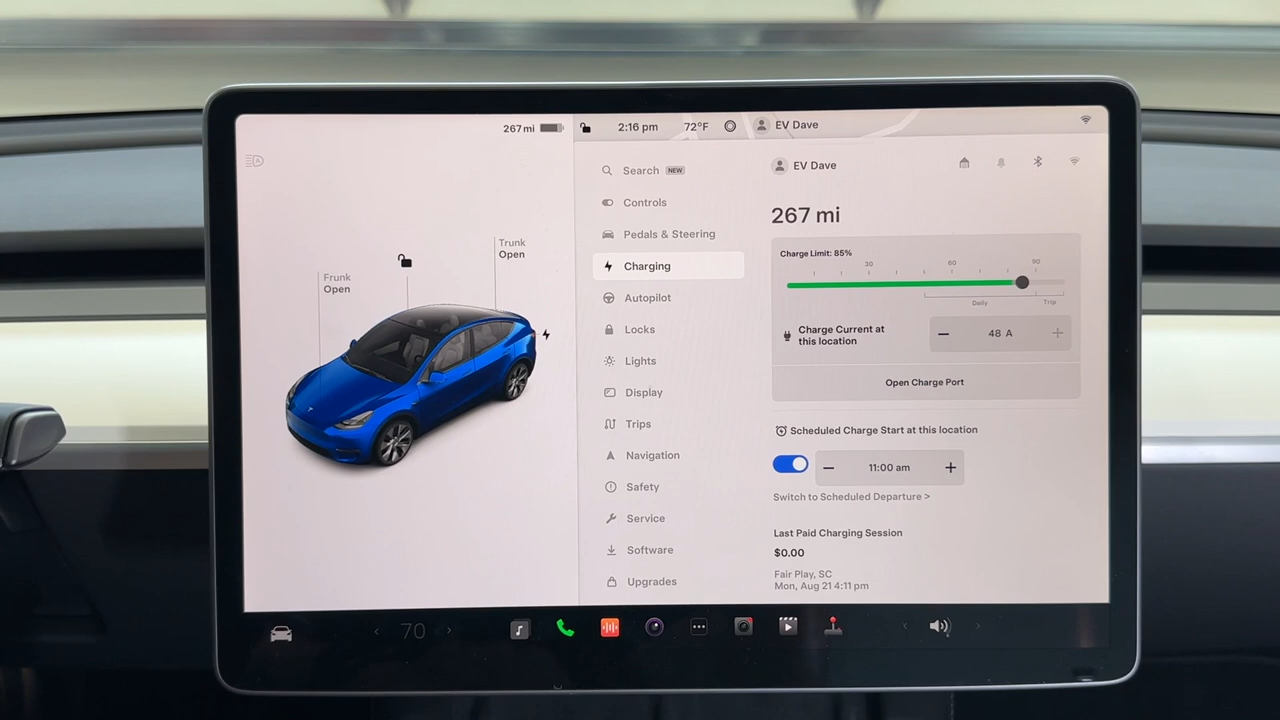 267 mi
2:16 pm
72°F
EV Dave
A
Frunk
Open
Trunk
Open
Search NEW
Controls
Pedals & Steering
Charging
Autopilot
Locks
Lights
Display
Trips
Navigation
Safety
Service
Software
Upgrades
EV Dave
267 mi
Charge Limit: 85%
30
60
90
Daily
Trip
Charge Current at
this location
− 48 A +
Open Charge Port
Scheduled Charge Start at this location
− 11:00 am +
Switch to Scheduled Departure >
Last Paid Charging Session
$0.00
Fair Play, SC
Mon, Aug 21 4:11 pm
< 70 >